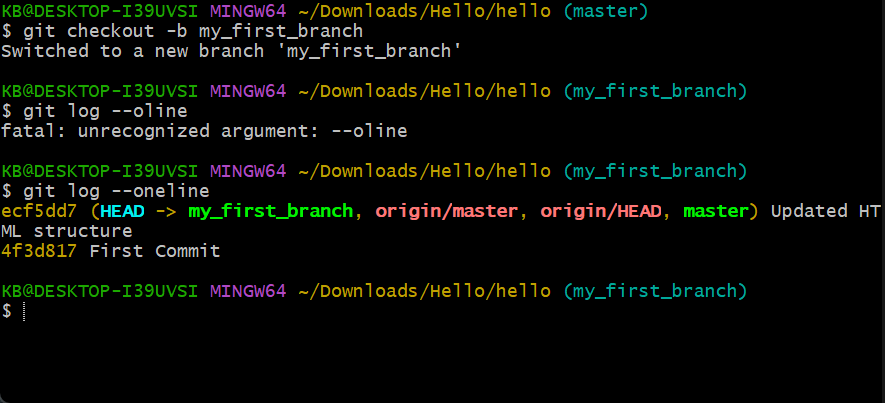 KB@DESKTOP-I39UVSI MINGW64 ~/Downloads/Hello/hello (master)
$ git checkout -b my_first_branch
Switched to a new branch 'my_first_branch'
KB@DESKTOP-I39UVSI MINGW64 ~/Downloads/Hello/hello (my_first_branch)
$ git log --oline
fatal: unrecognized argument: --oline
KB@DESKTOP-I39UVSI MINGW64 ~/Downloads/Hello/hello (my_first_branch)
$ git log --oneline
ecf5dd7 (HEAD -> my_first_branch, origin/master, origin/HEAD, master) Updated HT
ML structure
4f3d817 First Commit
KB@DESKTOP-I39UVSI MINGW64 ~/Downloads/Hello/hello (my_first_branch)
$